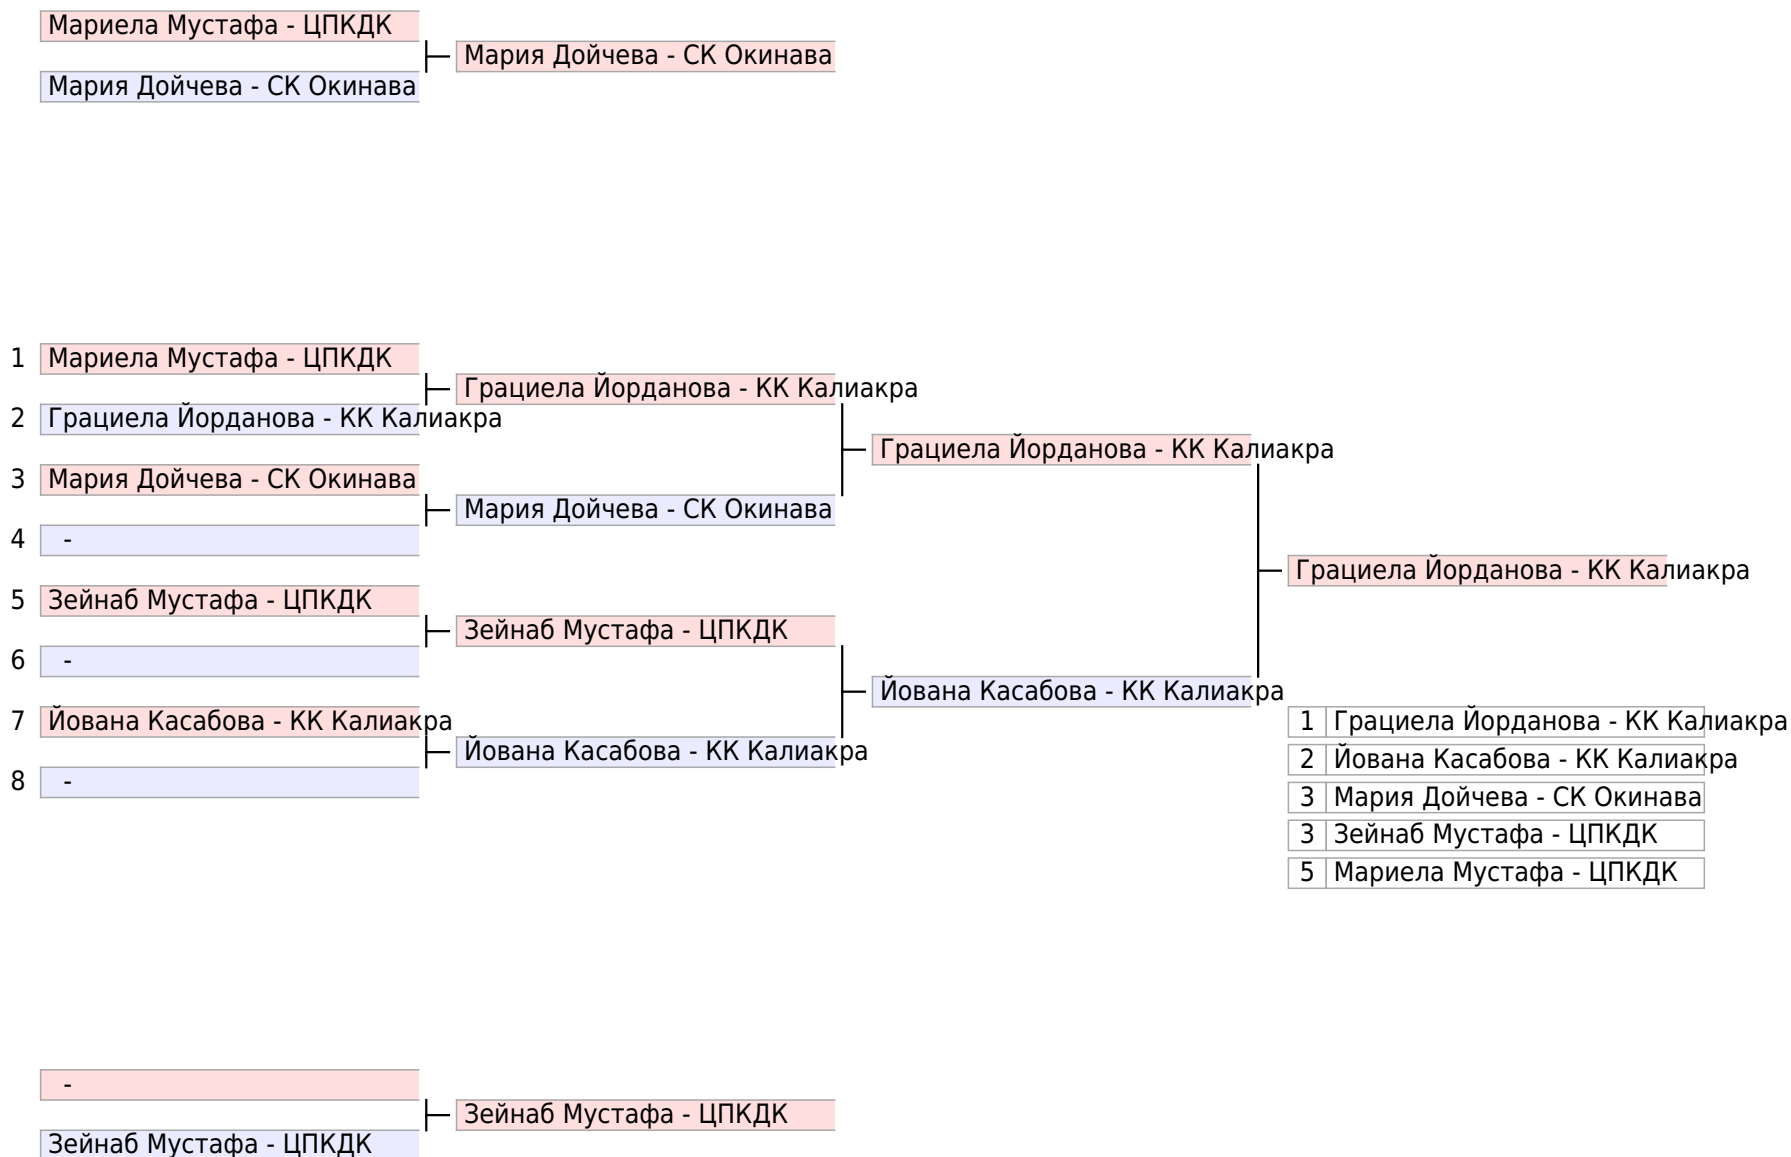 Мариела Мустафа - ЦПКДК
Мария Дойчева - СК Окинава
Мария Дойчева - СК Окинава
1 Мариела Мустафа - ЦПКДК
Грациела Йорданова - КК Калиакра
2 Грациела Йорданова - КК Калиакра
Грациела Йорданова - КК Калиакра
3 Мария Дойчева - СК Окинава
Мария Дойчева - СК Окинава
4 -
Грациела Йорданова - КК Калиакра
5 Зейнаб Мустафа - ЦПКДК
Зейнаб Мустафа - ЦПКДК
6 -
Йована Касабова - КК Калиакра
7 Йована Касабова - КК Калиакра
Йована Касабова - КК Калиакра
8 -
1 Грациела Йорданова - КК Калиакра
2 Йована Касабова - КК Калиакра
3 Мария Дойчева - СК Окинава
3 Зейнаб Мустафа - ЦПКДК
5 Мариела Мустафа - ЦПКДК
-
Зейнаб Мустафа - ЦПКДК
Зейнаб Мустафа - ЦПКДК